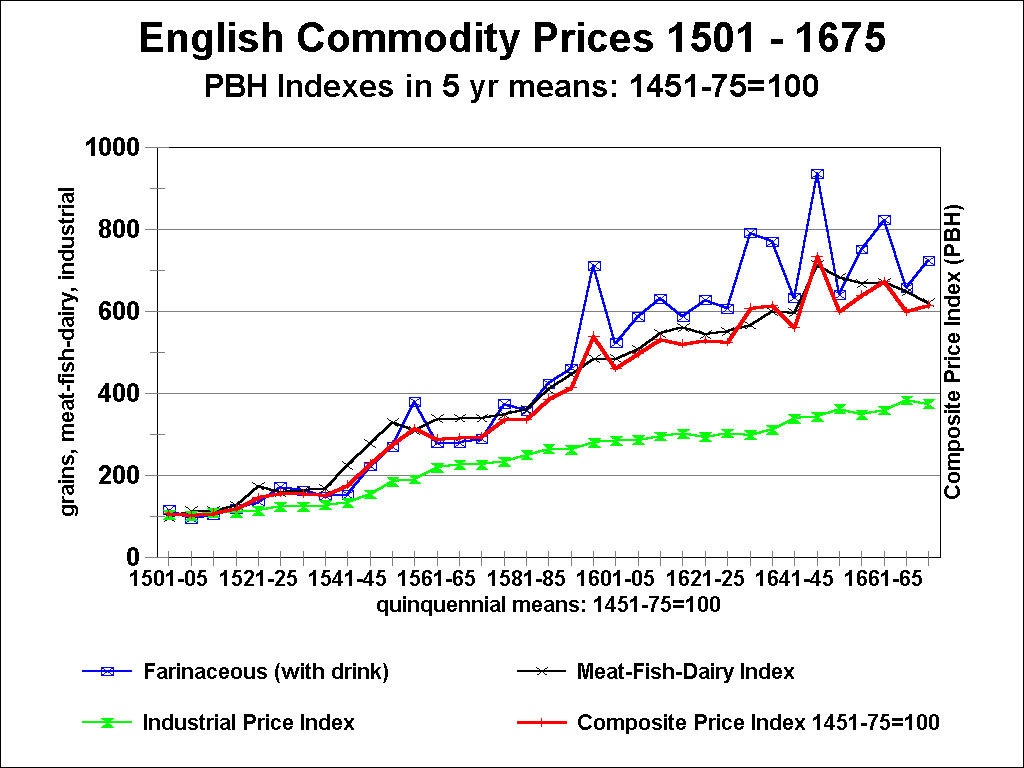 English Commodity Prices 1501 - 1675
PBH Indexes in 5 yr means: 1451-75=100
grains, meat-fish-dairy, industrial
1000
800
600
400
200
0
Composite Price Index (PBH)
1501-05 1521-25 1541-45 1561-65 1581-85 1601-05 1621-25 1641-45 1661-65
quinquennial means: 1451-75=100
Farinaceous (with drink)
Meat-Fish-Dairy Index
Industrial Price Index
Composite Price Index 1451-75=100